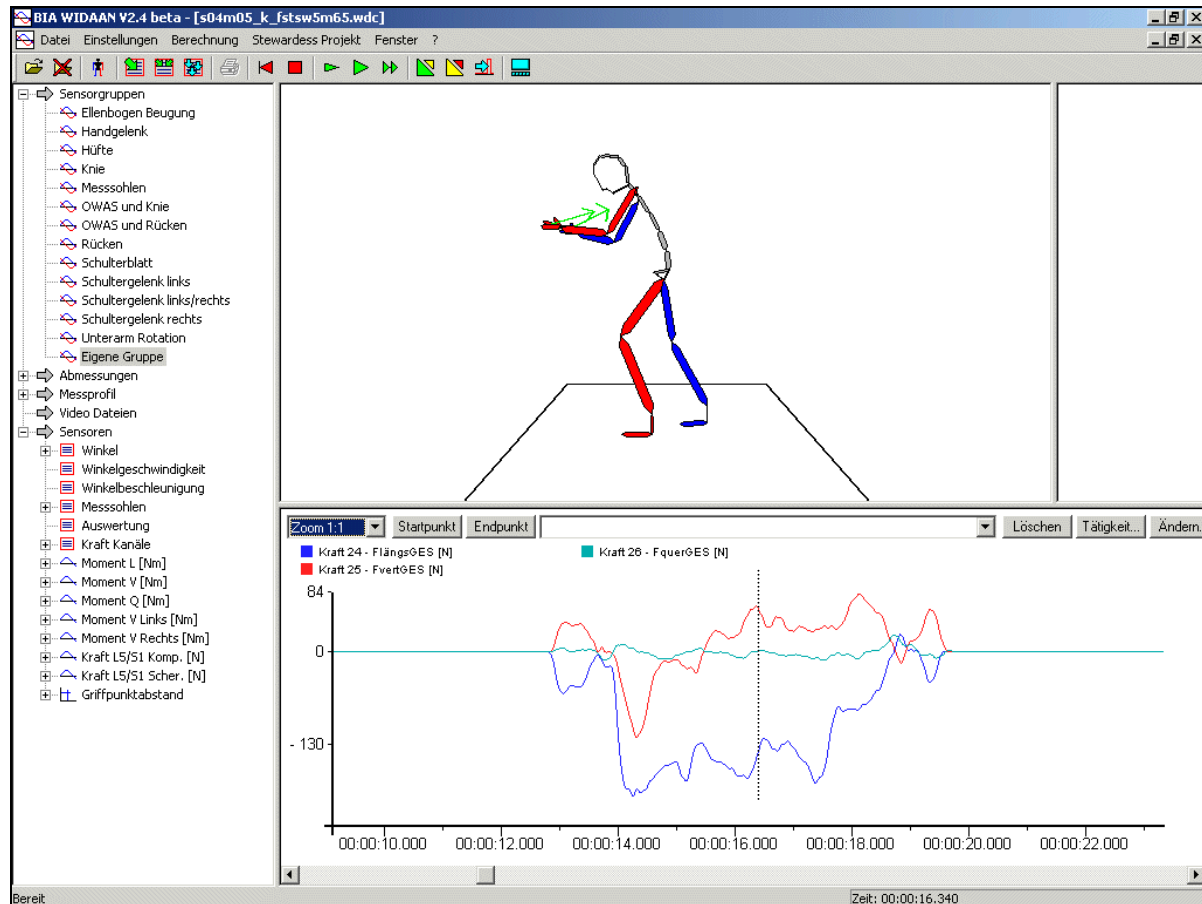 BIA WIDAAN V2.4 beta - [s04m05_k_fstsw5m65.wdc]
Datei Einstellungen Berechnung Stewardess Projekt Fenster ?
Sensorgruppen
Ellenbogen Beugung
Handgelenk
Hüfte
Knie
Messsohlen
OWAS und Knie
OWAS und Rücken
Rücken
Schulterblatt
Schultergelenk links
Schultergelenk links/rechts
Schultergelenk rechts
Unterarm Rotation
Eigene Gruppe
Abmessungen
Messprofil
Video Dateien
Sensoren
Winkel
Winkelgeschwindigkeit
Winkelbeschleunigung
Messsohlen
Auswertung
Kraft Kanäle
Moment L [Nm]
Moment V [Nm]
Moment Q [Nm]
Moment V Links [Nm]
Moment V Rechts [Nm]
Kraft L5/S1 Komp. [N]
Kraft L5/S1 Scher. [N]
Griffpunktabstand
Zoom 1:1 Startpunkt Endpunkt Löschen Tätigkeit... Ändern.
Kraft 24 - FlängsGES [N] Kraft 26 - FquerGES [N]
Kraft 25 - FvertGES [N]
84
0
- 130
00:00:10.000 00:00:12.000 00:00:14.000 00:00:16.000 00:00:18.000 00:00:20.000 00:00:22.000
Bereit Zeit: 00:00:16.340